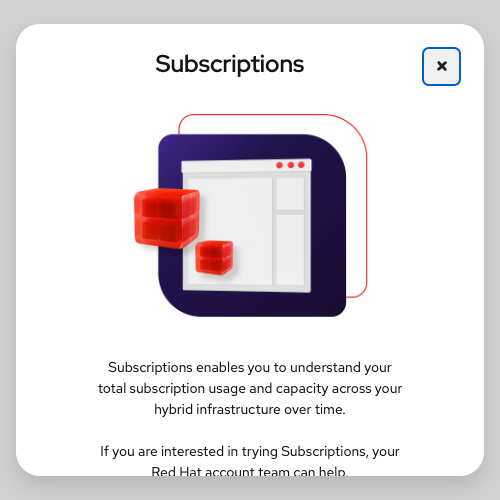 Subscriptions
Subscriptions enables you to understand your
total subscription usage and capacity across your
hybrid infrastructure over time.
If you are interested in trying Subscriptions, your
Red Hat account team can help.